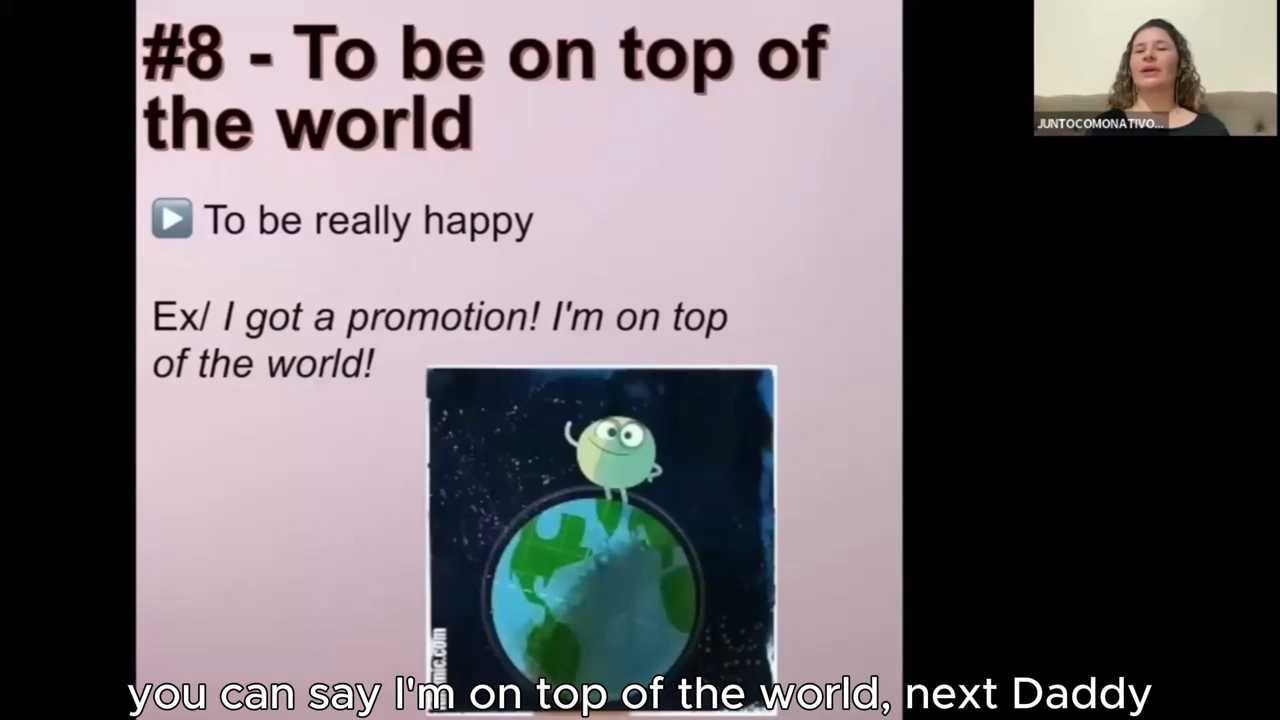 #8 - To be on top of
the world
JUNTOCOMONATIVO...
To be really happy
Ex/ I got a promotion! I'm on top
of the world!
you can say I'm on top of the world, next Daddy